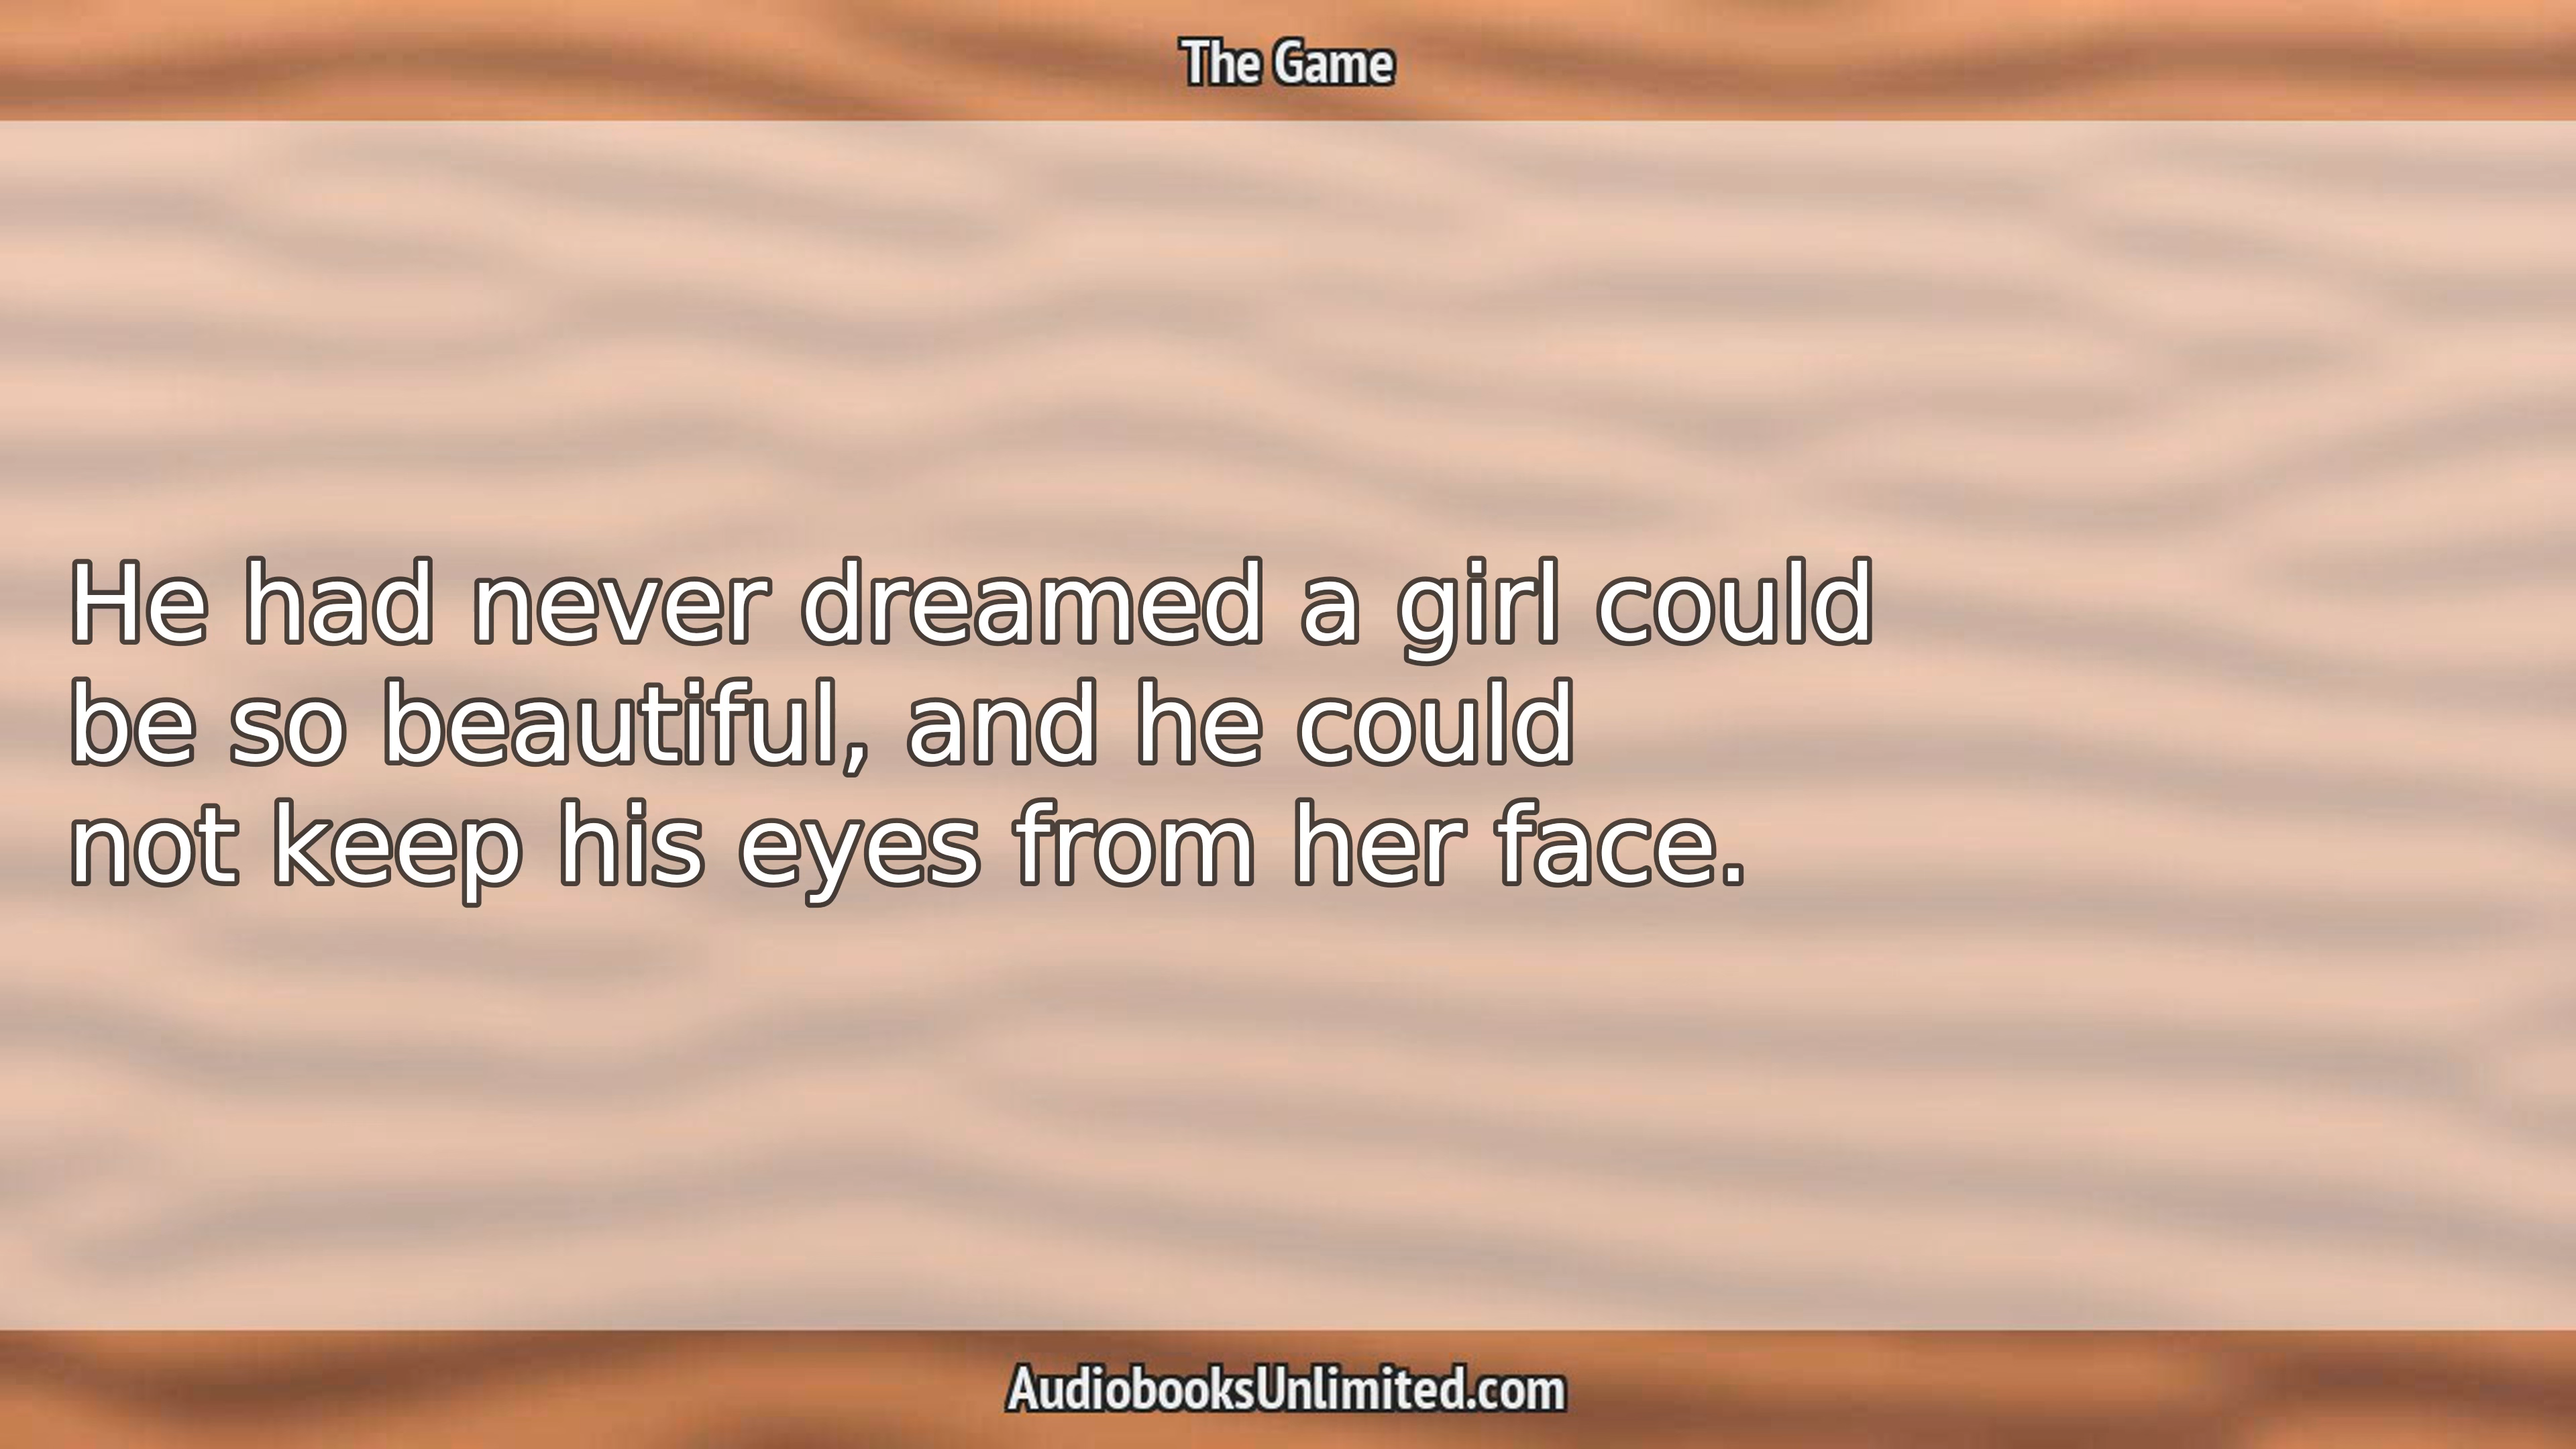 The Game
He had never dreamed a girl could
be so beautiful, and he could
not keep his eyes from her face.
AudiobooksUnlimited.com